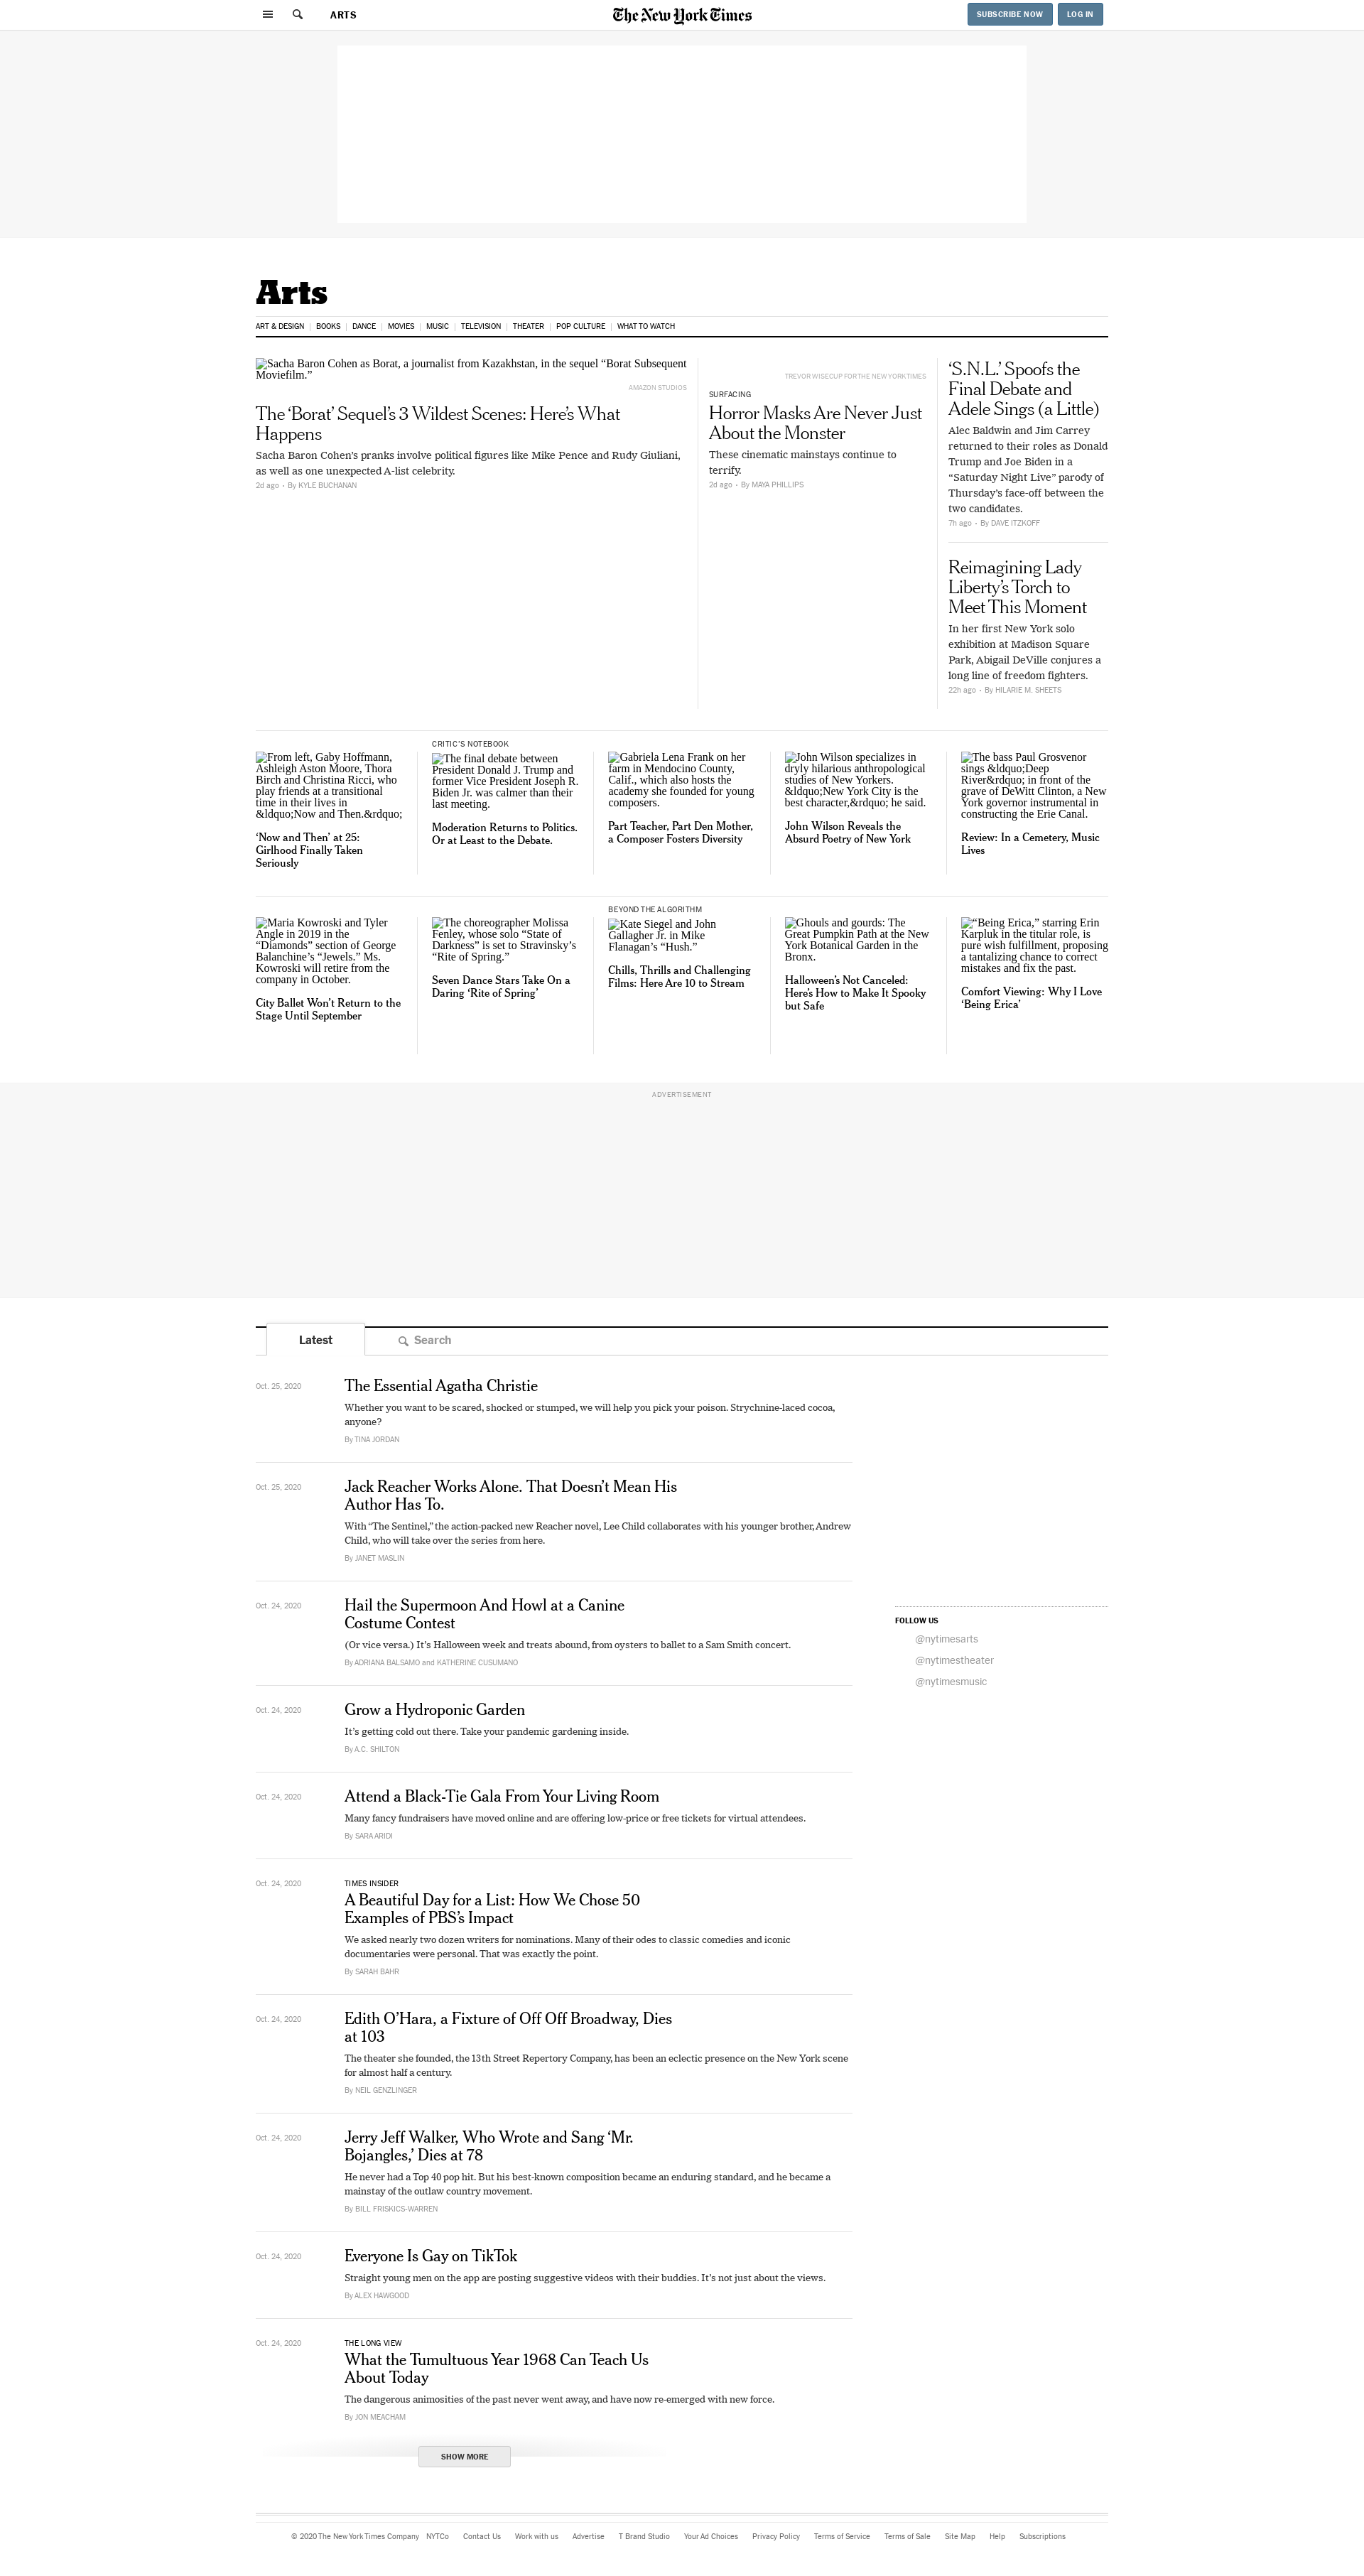 ARTS
The New York Times
SUBSCRIBE NOW
LOG IN
Arts
ART & DESIGN | BOOKS | DANCE | MOVIES | MUSIC | TELEVISION | THEATER | POP CULTURE | WHAT TO WATCH
Sacha Baron Cohen as Borat, a journalist from Kazakhstan, in the sequel “Borat Subsequent
Moviefilm.”
AMAZON STUDIOS
The ‘Borat’ Sequel’s 3 Wildest Scenes: Here’s What
Happens
Sacha Baron Cohen’s pranks involve political figures like Mike Pence and Rudy Giuliani,
as well as one unexpected A-list celebrity.
2d ago • By KYLE BUCHANAN
TREVOR WISECUP FOR THE NEW YORK TIMES
SURFACING
Horror Masks Are Never Just
About the Monster
These cinematic mainstays continue to
terrify.
2d ago • By MAYA PHILLIPS
‘S.N.L.’ Spoofs the
Final Debate and
Adele Sings (a Little)
Alec Baldwin and Jim Carrey
returned to their roles as Donald
Trump and Joe Biden in a
“Saturday Night Live” parody of
Thursday’s face-off between the
two candidates.
7h ago • By DAVE ITZKOFF
Reimagining Lady
Liberty’s Torch to
Meet This Moment
In her first New York solo
exhibition at Madison Square
Park, Abigail DeVille conjures a
long line of freedom fighters.
22h ago • By HILARIE M. SHEETS
From left, Gaby Hoffmann,
Ashleigh Aston Moore, Thora
Birch and Christina Ricci, who
play friends at a transitional
time in their lives in
&ldquo;Now and Then.&rdquo;
‘Now and Then’ at 25:
Girlhood Finally Taken
Seriously
CRITIC’S NOTEBOOK
The final debate between
President Donald J. Trump and
former Vice President Joseph R.
Biden Jr. was calmer than their
last meeting.
Moderation Returns to Politics.
Or at Least to the Debate.
Gabriela Lena Frank on her
farm in Mendocino County,
Calif., which also hosts the
academy she founded for young
composers.
Part Teacher, Part Den Mother,
a Composer Fosters Diversity
John Wilson specializes in
dryly hilarious anthropological
studies of New Yorkers.
&ldquo;New York City is the
best character,&rdquo; he said.
John Wilson Reveals the
Absurd Poetry of New York
The bass Paul Grosvenor
sings &ldquo;Deep
River&rdquo; in front of the
grave of DeWitt Clinton, a New
York governor instrumental in
constructing the Erie Canal.
Review: In a Cemetery, Music
Lives
Maria Kowroski and Tyler
Angle in 2019 in the
“Diamonds” section of George
Balanchine’s “Jewels.” Ms.
Kowroski will retire from the
company in October.
City Ballet Won’t Return to the
Stage Until September
The choreographer Molissa
Fenley, whose solo “State of
Darkness” is set to Stravinsky’s
“Rite of Spring.”
Seven Dance Stars Take On a
Daring ‘Rite of Spring’
BEYOND THE ALGORITHM
Kate Siegel and John
Gallagher Jr. in Mike
Flanagan’s “Hush.”
Chills, Thrills and Challenging
Films: Here Are 10 to Stream
Ghouls and gourds: The
Great Pumpkin Path at the New
York Botanical Garden in the
Bronx.
Halloween’s Not Canceled:
Here’s How to Make It Spooky
but Safe
“Being Erica,” starring Erin
Karpluk in the titular role, is
pure wish fulfillment, proposing
a tantalizing chance to correct
mistakes and fix the past.
Comfort Viewing: Why I Love
‘Being Erica’
ADVERTISEMENT
Latest
Search
Oct. 25, 2020
The Essential Agatha Christie
Whether you want to be scared, shocked or stumped, we will help you pick your poison. Strychnine-laced cocoa,
anyone?
By TINA JORDAN
Oct. 25, 2020
Jack Reacher Works Alone. That Doesn’t Mean His
Author Has To.
With “The Sentinel,” the action-packed new Reacher novel, Lee Child collaborates with his younger brother, Andrew
Child, who will take over the series from here.
By JANET MASLIN
Oct. 24, 2020
Hail the Supermoon And Howl at a Canine
Costume Contest
(Or vice versa.) It’s Halloween week and treats abound, from oysters to ballet to a Sam Smith concert.
By ADRIANA BALSAMO and KATHERINE CUSUMANO
FOLLOW US
@nytimesarts
@nytimestheater
@nytimesmusic
Oct. 24, 2020
Grow a Hydroponic Garden
It’s getting cold out there. Take your pandemic gardening inside.
By A.C. SHILTON
Oct. 24, 2020
Attend a Black-Tie Gala From Your Living Room
Many fancy fundraisers have moved online and are offering low-price or free tickets for virtual attendees.
By SARA ARIDI
Oct. 24, 2020
TIMES INSIDER
A Beautiful Day for a List: How We Chose 50
Examples of PBS’s Impact
We asked nearly two dozen writers for nominations. Many of their odes to classic comedies and iconic
documentaries were personal. That was exactly the point.
By SARAH BAHR
Oct. 24, 2020
Edith O’Hara, a Fixture of Off Off Broadway, Dies
at 103
The theater she founded, the 13th Street Repertory Company, has been an eclectic presence on the New York scene
for almost half a century.
By NEIL GENZLINGER
Oct. 24, 2020
Jerry Jeff Walker, Who Wrote and Sang ‘Mr.
Bojangles,’ Dies at 78
He never had a Top 40 pop hit. But his best-known composition became an enduring standard, and he became a
mainstay of the outlaw country movement.
By BILL FRISKICS-WARREN
Oct. 24, 2020
Everyone Is Gay on TikTok
Straight young men on the app are posting suggestive videos with their buddies. It’s not just about the views.
By ALEX HAWGOOD
Oct. 24, 2020
THE LONG VIEW
What the Tumultuous Year 1968 Can Teach Us
About Today
The dangerous animosities of the past never went away, and have now re-emerged with new force.
By JON MEACHAM
SHOW MORE
© 2020 The New York Times Company NYTCo Contact Us Work with us Advertise T Brand Studio Your Ad Choices Privacy Policy Terms of Service Terms of Sale Site Map Help Subscriptions